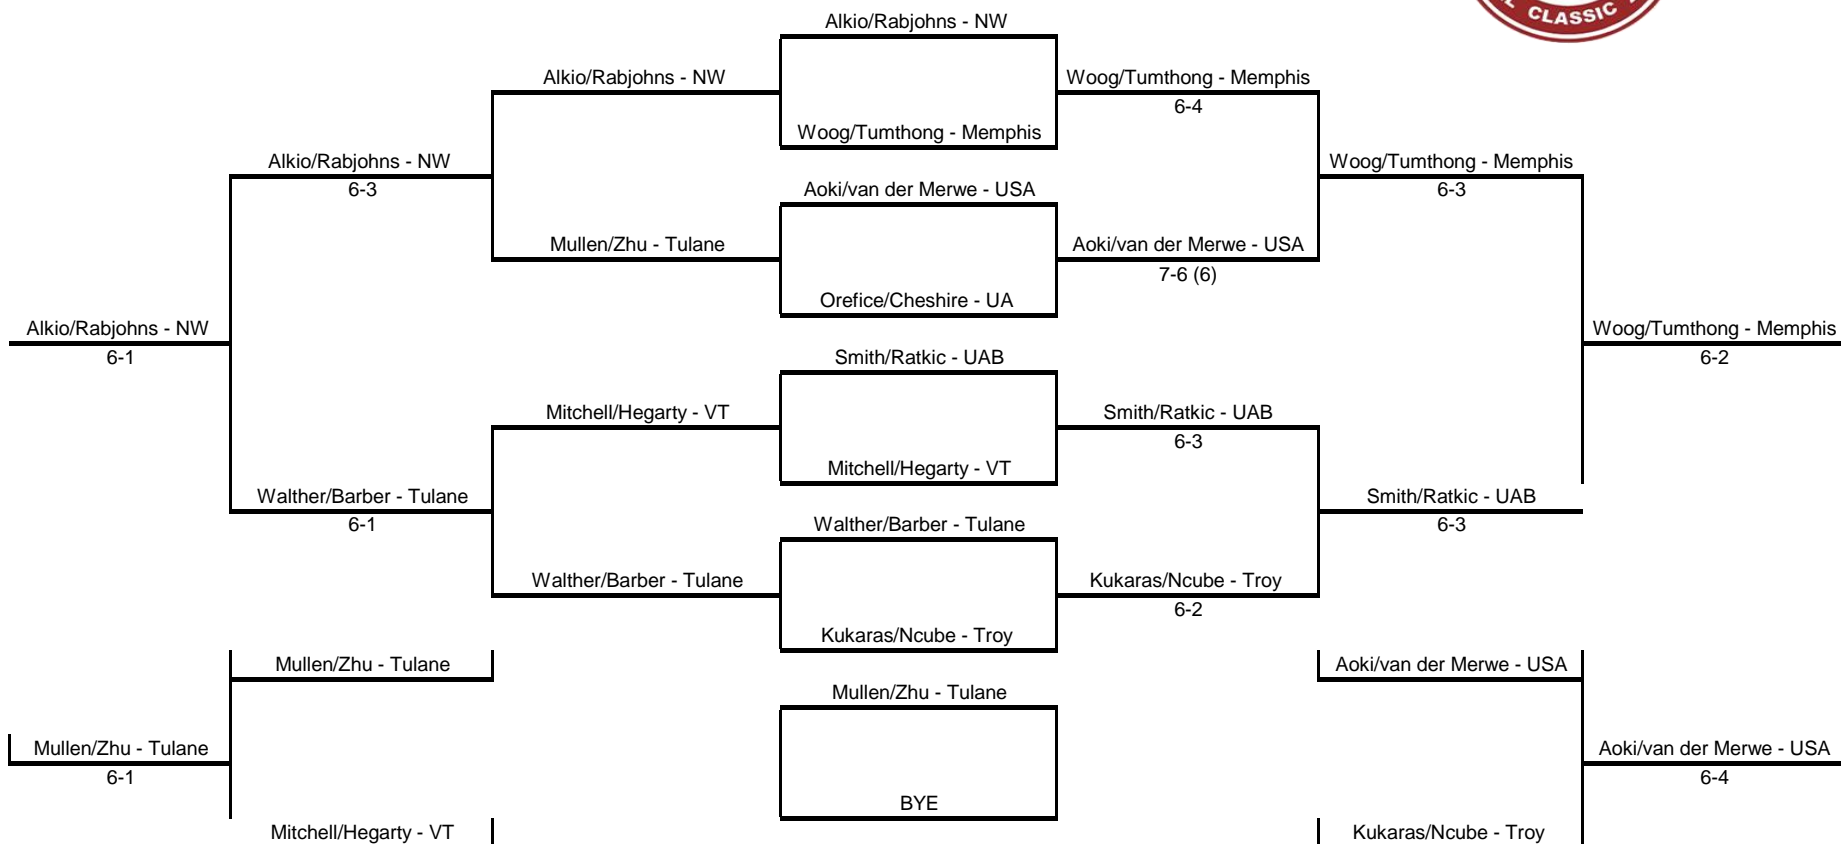 CLASSIC
Alkio/Rabjohns - NW
Alkio/Rabjohns - NW
Woog/Tumthong - Memphis
6-4
Woog/Tumthong - Memphis
Alkio/Rabjohns - NW
6-3
Woog/Tumthong - Memphis
6-3
Aoki/van der Merwe - USA
Mullen/Zhu - Tulane
Aoki/van der Merwe - USA
7-6 (6)
Orefice/Cheshire - UA
Alkio/Rabjohns - NW
6-1
Woog/Tumthong - Memphis
6-2
Smith/Ratkic - UAB
Mitchell/Hegarty - VT
Smith/Ratkic - UAB
6-3
Mitchell/Hegarty - VT
Walther/Barber - Tulane
6-1
Smith/Ratkic - UAB
6-3
Walther/Barber - Tulane
Walther/Barber - Tulane
Kukaras/Ncube - Troy
6-2
Kukaras/Ncube - Troy
Mullen/Zhu - Tulane
Aoki/van der Merwe - USA
Mullen/Zhu - Tulane
Mullen/Zhu - Tulane
6-1
Aoki/van der Merwe - USA
6-4
BYE
Mitchell/Hegarty - VT
Kukaras/Ncube - Troy